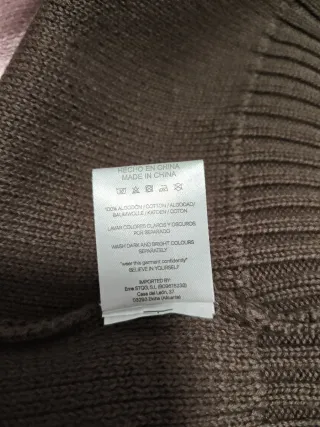 HECHO EN CHINA
MADE IN CHINA
100% ALGODÓN / COTTON / ALGODAO/
BAUMWOLLE / KATOEN / COTON
LAVAR COLORES CLAROS Y OSCUROS
POR SEPARADO
WASH DARK AND BRIGHT COLOURS
SEPARATELY
"wear this garment confidently"
BELIEVE IN YOURSELF
IMPORTED BY: